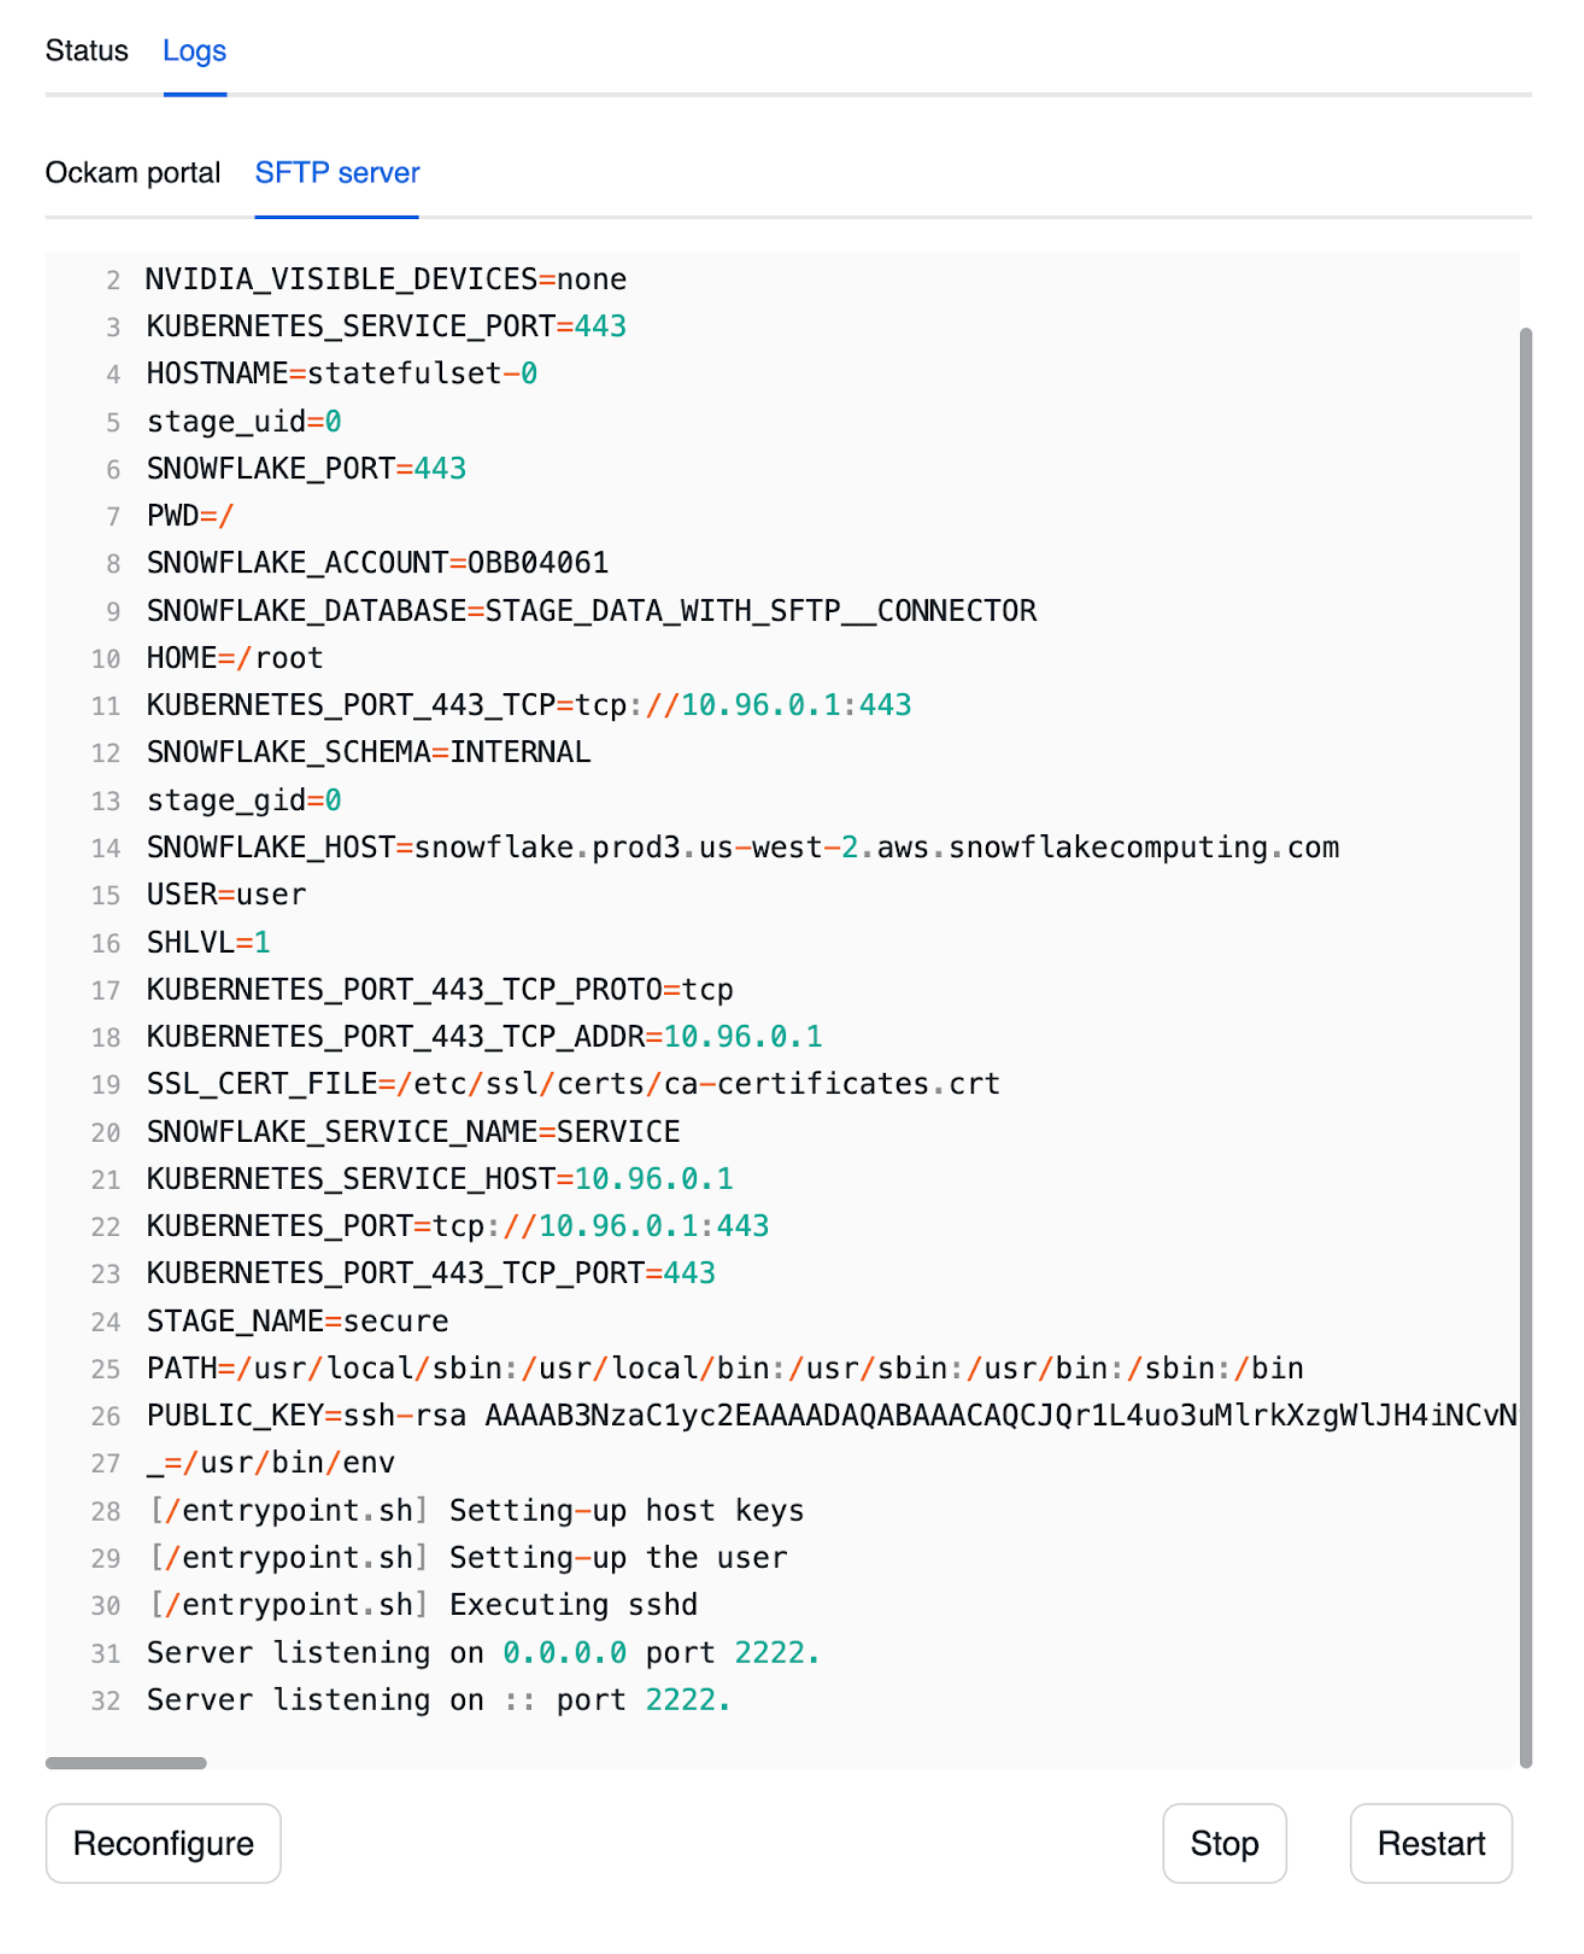 Status Logs
Ockam portal SFTP server
2 NVIDIA_VISIBLE_DEVICES=none
3 KUBERNETES_SERVICE_PORT=443
4 HOSTNAME=statefulset-0
5 stage_uid=0
6 SNOWFLAKE_PORT=443
7 PWD=/
8 SNOWFLAKE_ACCOUNT=OBB04061
9 SNOWFLAKE_DATABASE=STAGE_DATA_WITH_SFTP__CONNECTOR
10 HOME=/root
11 KUBERNETES_PORT_443_TCP=tcp://10.96.0.1:443
12 SNOWFLAKE_SCHEMA=INTERNAL
13 stage_gid=0
14 SNOWFLAKE_HOST=snowflake.prod3.us-west-2.aws.snowflakecomputing.com
15 USER=user
16 SHLVL=1
17 KUBERNETES_PORT_443_TCP_PROTO=tcp
18 KUBERNETES_PORT_443_TCP_ADDR=10.96.0.1
19 SSL_CERT_FILE=/etc/ssl/certs/ca-certificates.crt
20 SNOWFLAKE_SERVICE_NAME=SERVICE
21 KUBERNETES_SERVICE_HOST=10.96.0.1
22 KUBERNETES_PORT=tcp://10.96.0.1:443
23 KUBERNETES_PORT_443_TCP_PORT=443
24 STAGE_NAME=secure
25 PATH=/usr/local/sbin:/usr/local/bin:/usr/sbin:/usr/bin:/sbin:/bin
26 PUBLIC_KEY=ssh-rsa AAAAB3NzaC1yc2EAAAADAQABAAACAQCJQr1L4uo3uMlrkXzgWlJH4iNCvN
27 _=/usr/bin/env
28 [/entrypoint.sh] Setting-up host keys
29 [/entrypoint.sh] Setting-up the user
30 [/entrypoint.sh] Executing sshd
31 Server listening on 0.0.0.0 port 2222.
32 Server listening on :: port 2222.
Reconfigure Stop Restart